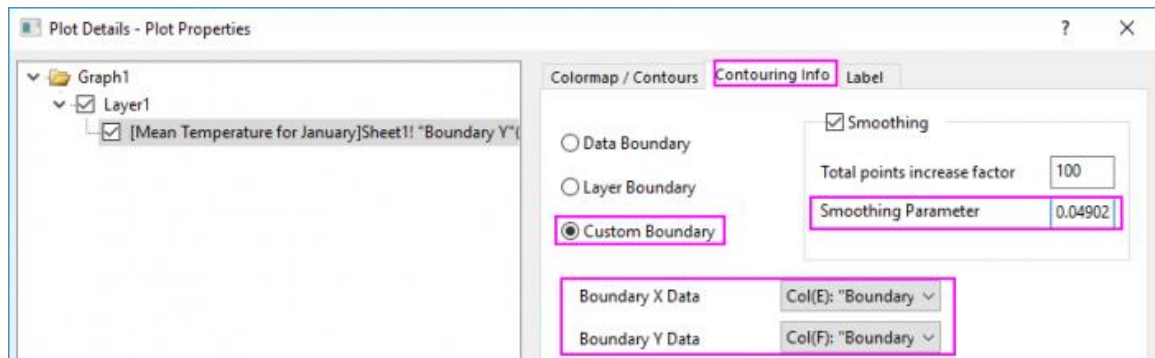 Plot Details - Plot Properties ? ×
Graph1
Layer1
[Mean Temperature for January]Sheet1! "Boundary Y"(
Colormap / Contours Contouring Info Label
Data Boundary
Layer Boundary
Custom Boundary
Smoothing
Total points increase factor 100
Smoothing Parameter 0.04902
Boundary X Data Col(E): "Boundary
Boundary Y Data Col(F): "Boundary